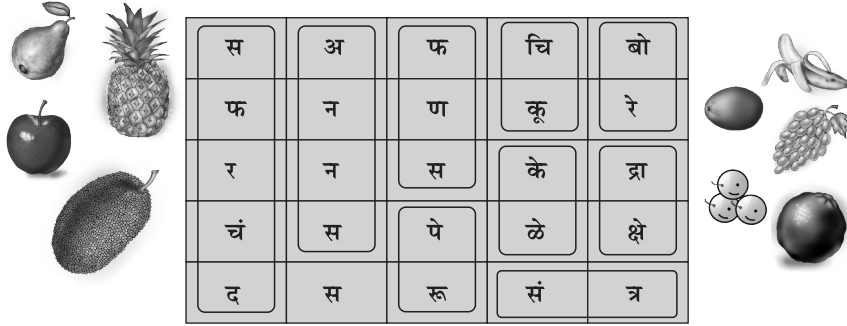 स अ फ चि बो
फ न ण कू रे
र न स के द्रा
चं स पे ळे क्षे
द स रू सं त्र